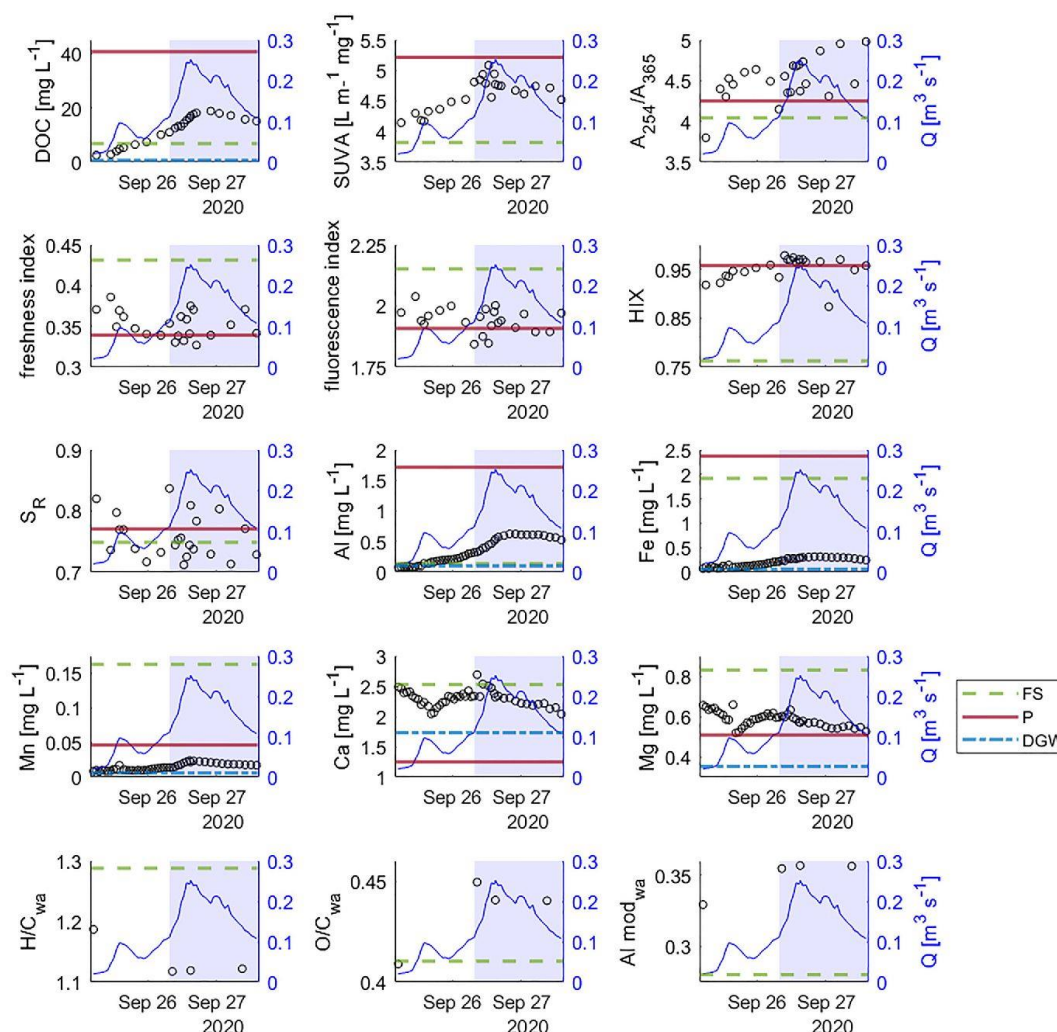 DOC [mg L-1] 40 20 0 0.3 0.2 0.1 0 Sep 26 Sep 27 2020
SUVA [L m-1 mg-1] 5.5 5 4.5 4 3.5 0.3 0.2 0.1 0 Sep 26 Sep 27 2020
A254/A365 5 4.5 4 3.5 0.3 0.2 0.1 0 Q [m3 s-1] Sep 26 Sep 27 2020
freshness index 0.45 0.4 0.35 0.3 0.3 0.2 0.1 0 Sep 26 Sep 27 2020
fluorescence index 2.25 2 1.75 0.3 0.2 0.1 0 Sep 26 Sep 27 2020
HIX 0.95 0.85 0.75 0.3 0.2 0.1 0 Q [m3 s-1] Sep 26 Sep 27 2020
SR 0.9 0.8 0.7 0.3 0.2 0.1 0 Sep 26 Sep 27 2020
Al [mg L-1] 2 1.5 1 0.5 0 0.3 0.2 0.1 0 Sep 26 Sep 27 2020
Fe [mg L-1] 2.5 2 1.5 1 0.5 0 0.3 0.2 0.1 0 Q [m3 s-1] Sep 26 Sep 27 2020
Mn [mg L-1] 0.15 0.1 0.05 0 0.3 0.2 0.1 0 Sep 26 Sep 27 2020
Ca [mg L-1] 3 2.5 2 1.5 1 0.3 0.2 0.1 0 Sep 26 Sep 27 2020
Mg [mg L-1] 0.8 0.6 0.4 0.3 0.2 0.1 0 Q [m3 s-1] Sep 26 Sep 27 2020
FS
P
DGW
H/Cwa 1.3 1.2 1.1 0.3 0.2 0.1 0 Sep 26 Sep 27 2020
O/Cwa 0.45 0.4 0.3 0.2 0.1 0 Sep 26 Sep 27 2020
AI modwa 0.35 0.3 0.3 0.2 0.1 0 Q [m3 s-1] Sep 26 Sep 27 2020